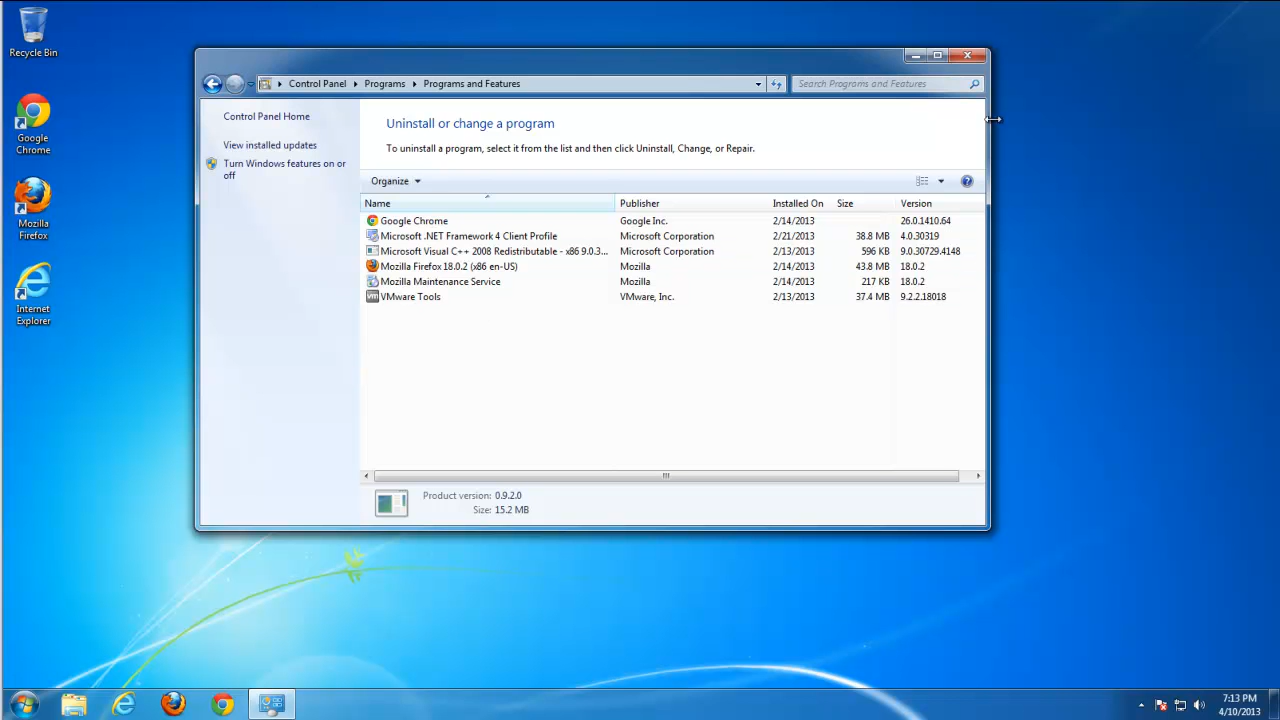 Recycle Bin
Google
Chrome
Mozilla
Firefox
Internet
Explorer
Control Panel
Programs
Programs and Features
Search Programs and Features
Control Panel Home
View installed updates
Turn Windows features on or
off
Uninstall or change a program
To uninstall a program, select it from the list and then click Uninstall, Change, or Repair.
Organize
Name Publisher Installed On Size Version
Google Chrome Google Inc. 2/14/2013 26.0.1410.64
Microsoft .NET Framework 4 Client Profile Microsoft Corporation 2/21/2013 38.8 MB 4.0.30319
Microsoft Visual C++ 2008 Redistributable - x86 9.0.3... Microsoft Corporation 2/13/2013 596 KB 9.0.30729.4148
Mozilla Firefox 18.0.2 (x86 en-US) Mozilla 2/14/2013 43.8 MB 18.0.2
Mozilla Maintenance Service Mozilla 2/14/2013 217 KB 18.0.2
VMware Tools VMware, Inc. 2/13/2013 37.4 MB 9.2.2.18018
Product version: 0.9.2.0
Size: 15.2 MB
7:13 PM
4/10/2013